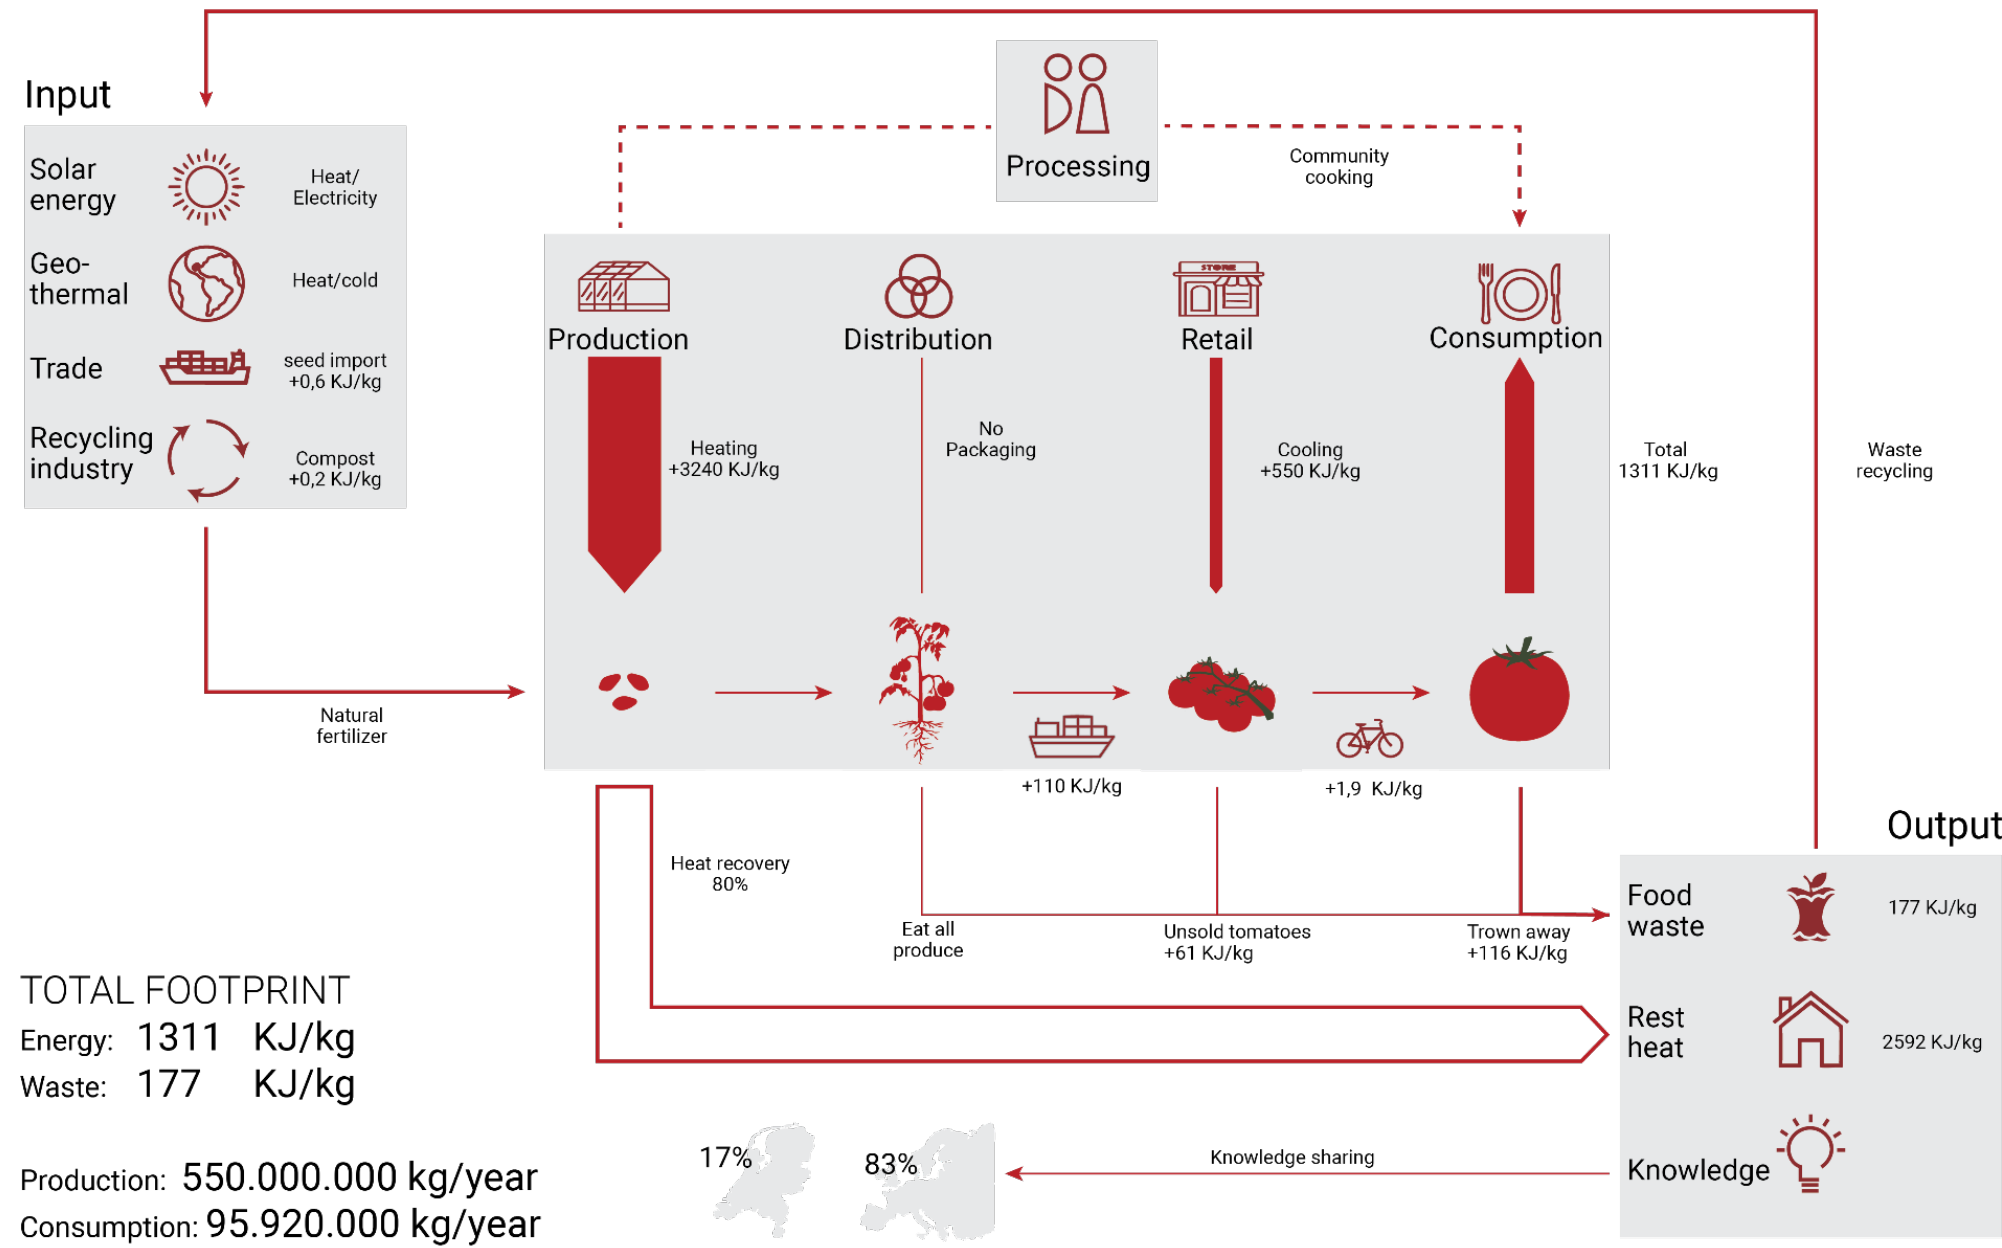 Input
Solar
energy
Heat/
Electricity
Geo-
thermal
Heat/cold
Trade
seed import
+0,6 KJ/kg
Recycling
industry
Compost
+0,2 KJ/kg
Natural
fertilizer
Processing
Community
cooking
STORE
Production
Distribution
Retail
Consumption
Heating
+3240 KJ/kg
No
Packaging
Cooling
+550 KJ/kg
Total
1311 KJ/kg
Waste
recycling
+110 KJ/kg
+1,9 KJ/kg
Heat recovery
80%
Eat all
produce
Unsold tomatoes
+61 KJ/kg
Trown away
+116 KJ/kg
Output
Food
waste
177 KJ/kg
Rest
heat
2592 KJ/kg
Knowledge
Knowledge sharing
17%
83%
TOTAL FOOTPRINT
Energy: 1311 KJ/kg
Waste: 177 KJ/kg
Production: 550.000.000 kg/year
Consumption: 95.920.000 kg/year